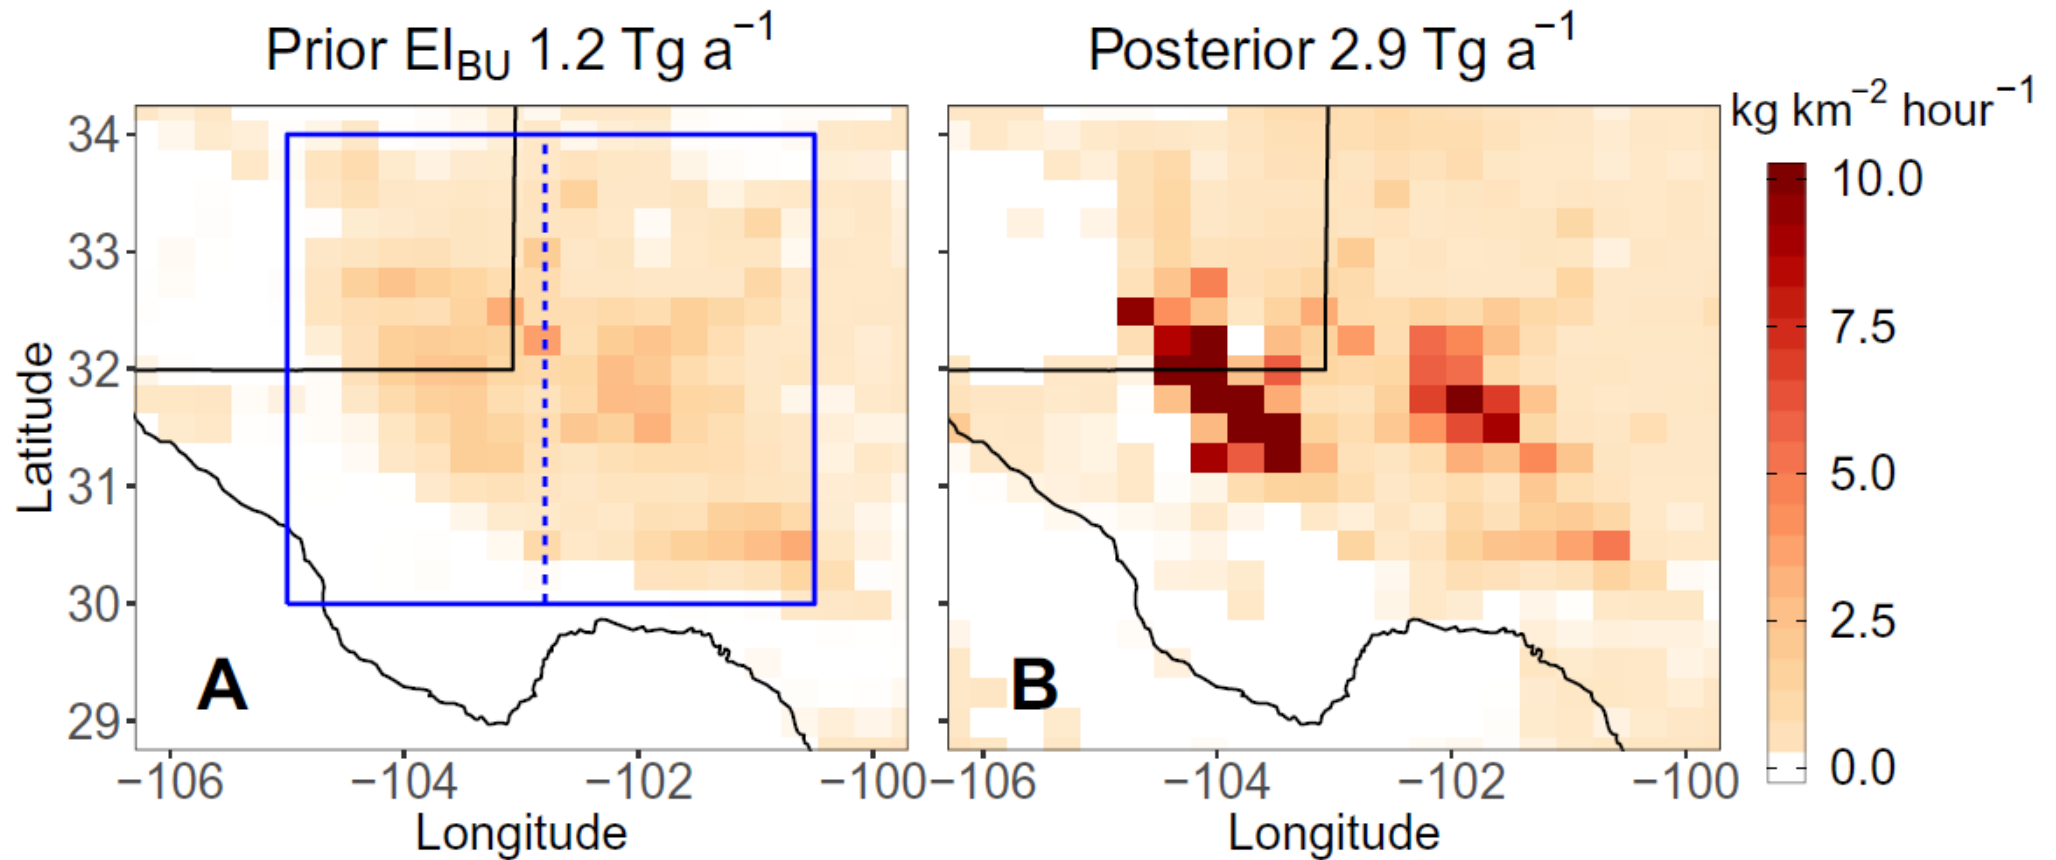 Prior EI_BU 1.2 Tg a⁻¹
Posterior 2.9 Tg a⁻¹
kg km⁻² hour⁻¹
34
33
32
31
30
29
Latitude
A
B
10.0
7.5
5.0
2.5
0.0
−106 −104 −102 −100
−106 −104 −102 −100
Longitude
Longitude